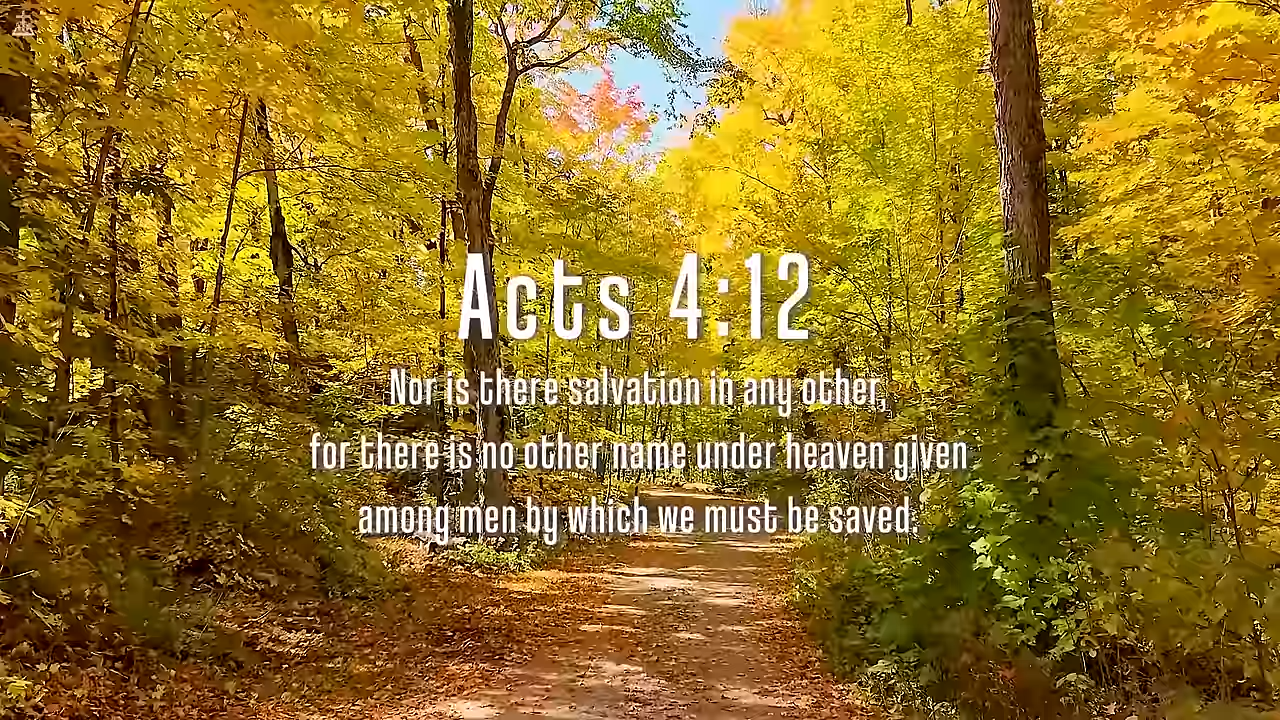 Acts 4:12
Nor is there salvation in any other,
for there is no other name under heaven given
among men by which we must be saved.